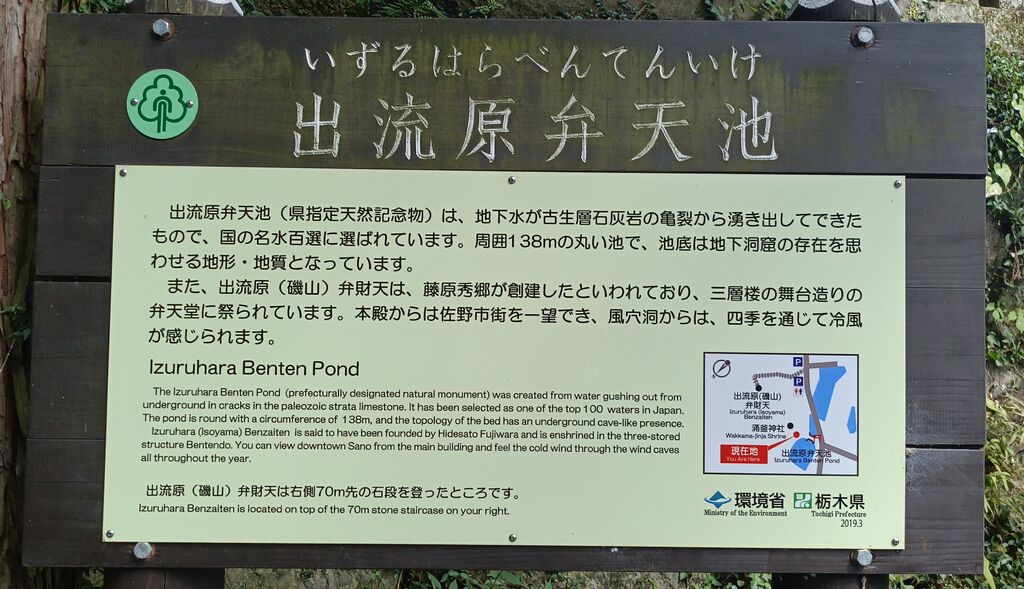 いずるはらべんてんいけ
出流原弁天池
出流原弁天池（県指定天然記念物）は、地下水が古生層石灰岩の亀裂から湧き出してできた
もので、国の名水百選に選ばれています。周囲138mの丸い池で、池底は地下洞窟の存在を思
わせる地形・地質となっています。
また、出流原（磯山）弁財天は、藤原秀郷が創建したといわれており、三層楼の舞台造りの
弁天堂に祭られています。本殿からは佐野市街を一望でき、風穴洞からは、四季を通じて冷風
が感じられます。
Izuruhara Benten Pond
The Izuruhara Benten Pond (prefecturally designated natural monument) was created from water gushing out from
underground in cracks in the paleozoic strata limestone. It has been selected as one of the top 100 waters in Japan.
The pond is round with a circumference of 138m, and the topology of the bed has an underground cave-like presence.
Izuruhara (Isoyama) Benzaiten is said to have been founded by Hidesato Fujiwara and is enshrined in the three-stored
structure Bentendo. You can view downtown Sano from the main building and feel the cold wind through the wind caves
all throughout the year.
出流原（磯山）弁財天は右側70m先の石段を登ったところです。
Izuruhara Benzaiten is located on top of the 70m stone staircase on your right.
P
P
出流原(磯山)
弁財天
Izuruhara (Isoyama)
Benzaiten
涌釜神社
Wakkama-Jinja Shrine
現在地
You Are Here
出流原弁天池
Izuruhara Benten Pond
環境省
Ministry of the Environment
栃木県
Tochigi Prefecture
2019.3